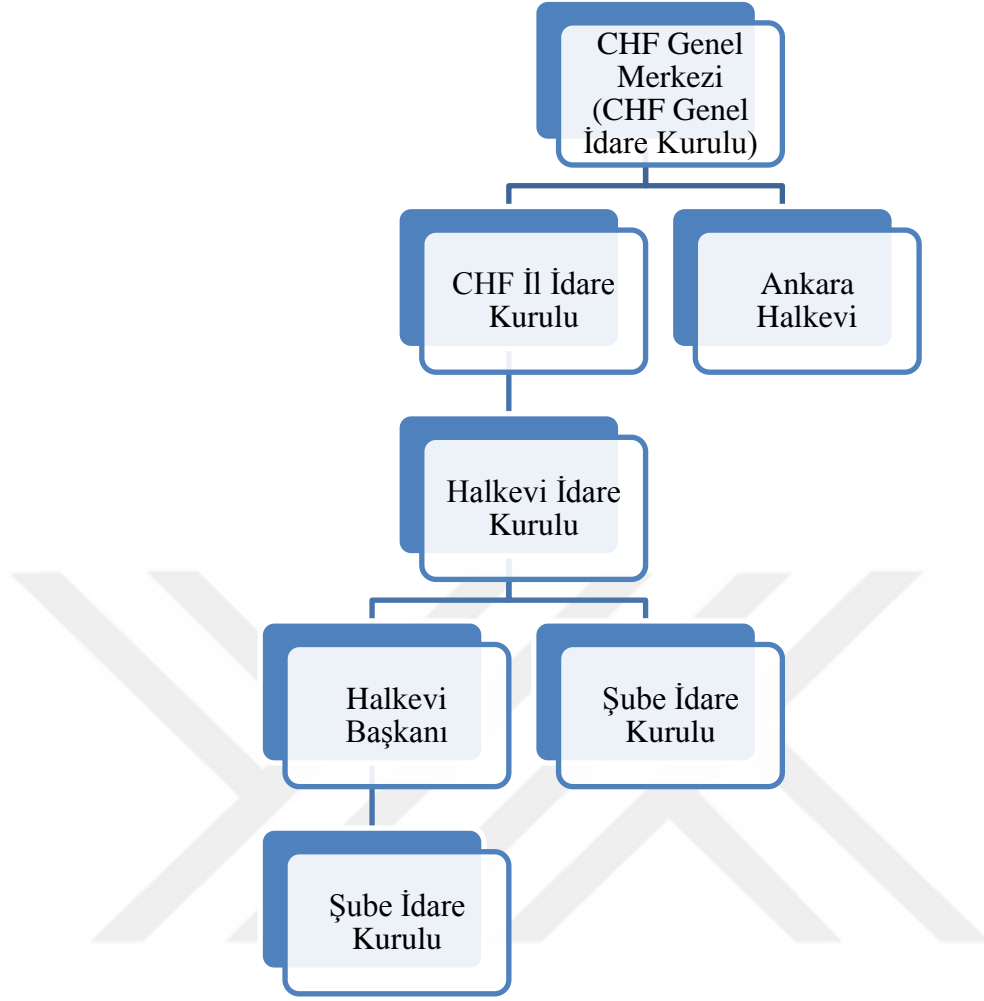 CHF Genel
Merkezi
(CHF Genel
İdare Kurulu)
CHF İl İdare
Kurulu
Ankara
Halkevi
Halkevi İdare
Kurulu
Halkevi
Başkanı
Şube İdare
Kurulu
Şube İdare
Kurulu